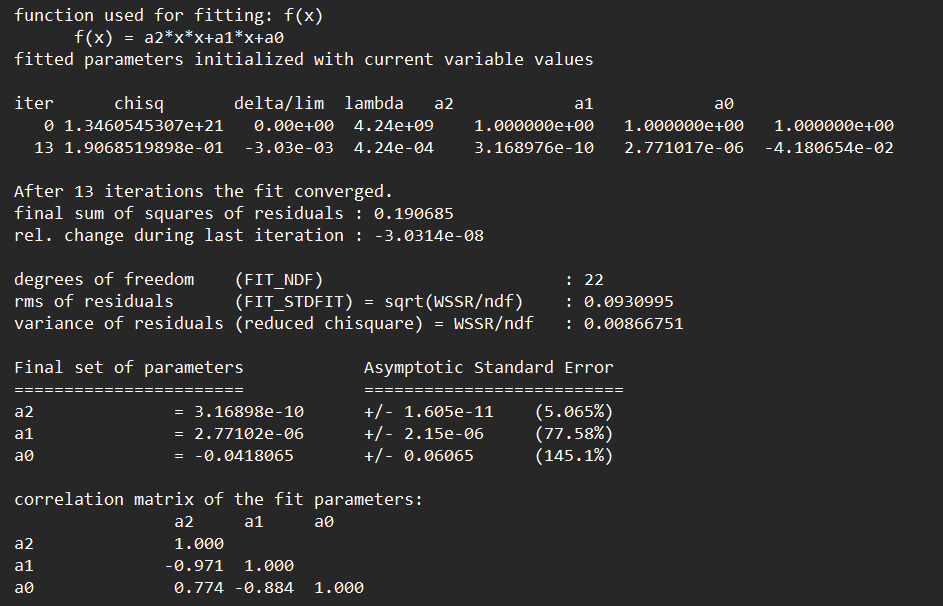 function used for fitting: f(x)
      f(x) = a2*x*x+a1*x+a0
fitted parameters initialized with current variable values
iter      chisq       delta/lim  lambda   a2            a1            a0
   0 1.3460545307e+21   0.00e+00  4.24e+09    1.000000e+00   1.000000e+00   1.000000e+00
  13 1.9068519898e-01  -3.03e-03  4.24e-04    3.168976e-10   2.771017e-06  -4.180654e-02
After 13 iterations the fit converged.
final sum of squares of residuals : 0.190685
rel. change during last iteration : -3.0314e-08
degrees of freedom    (FIT_NDF)                        : 22
rms of residuals      (FIT_STDFIT) = sqrt(WSSR/ndf)    : 0.0930995
variance of residuals (reduced chisquare) = WSSR/ndf   : 0.00866751
Final set of parameters            Asymptotic Standard Error
=======================            ==========================
a2              = 3.16898e-10      +/- 1.605e-11    (5.065%)
a1              = 2.77102e-06      +/- 2.15e-06     (77.58%)
a0              = -0.0418065       +/- 0.06065      (145.1%)
correlation matrix of the fit parameters:
                a2     a1     a0
a2              1.000
a1             -0.971  1.000
a0              0.774 -0.884  1.000